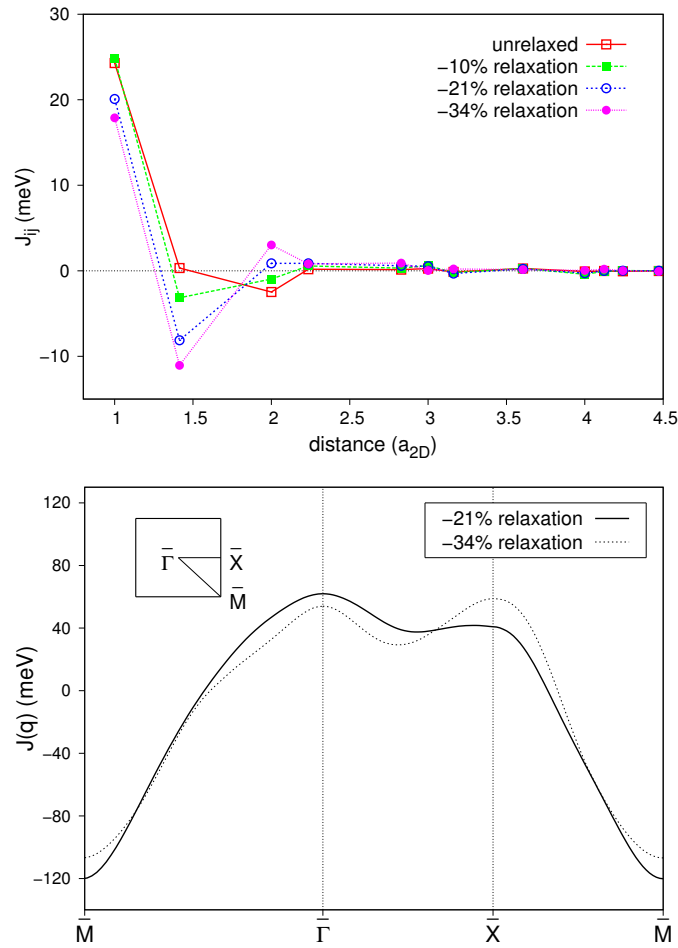 30
20
10
0
−10
J_ij (meV)
unrelaxed
−10% relaxation
−21% relaxation
−34% relaxation
1 1.5 2 2.5 3 3.5 4 4.5
distance (a_2D)
120
80
40
0
−40
−80
−120
J(q) (meV)
−21% relaxation
−34% relaxation
Γ̅ X̅
M̅
M̅ Γ̅ X̅ M̅